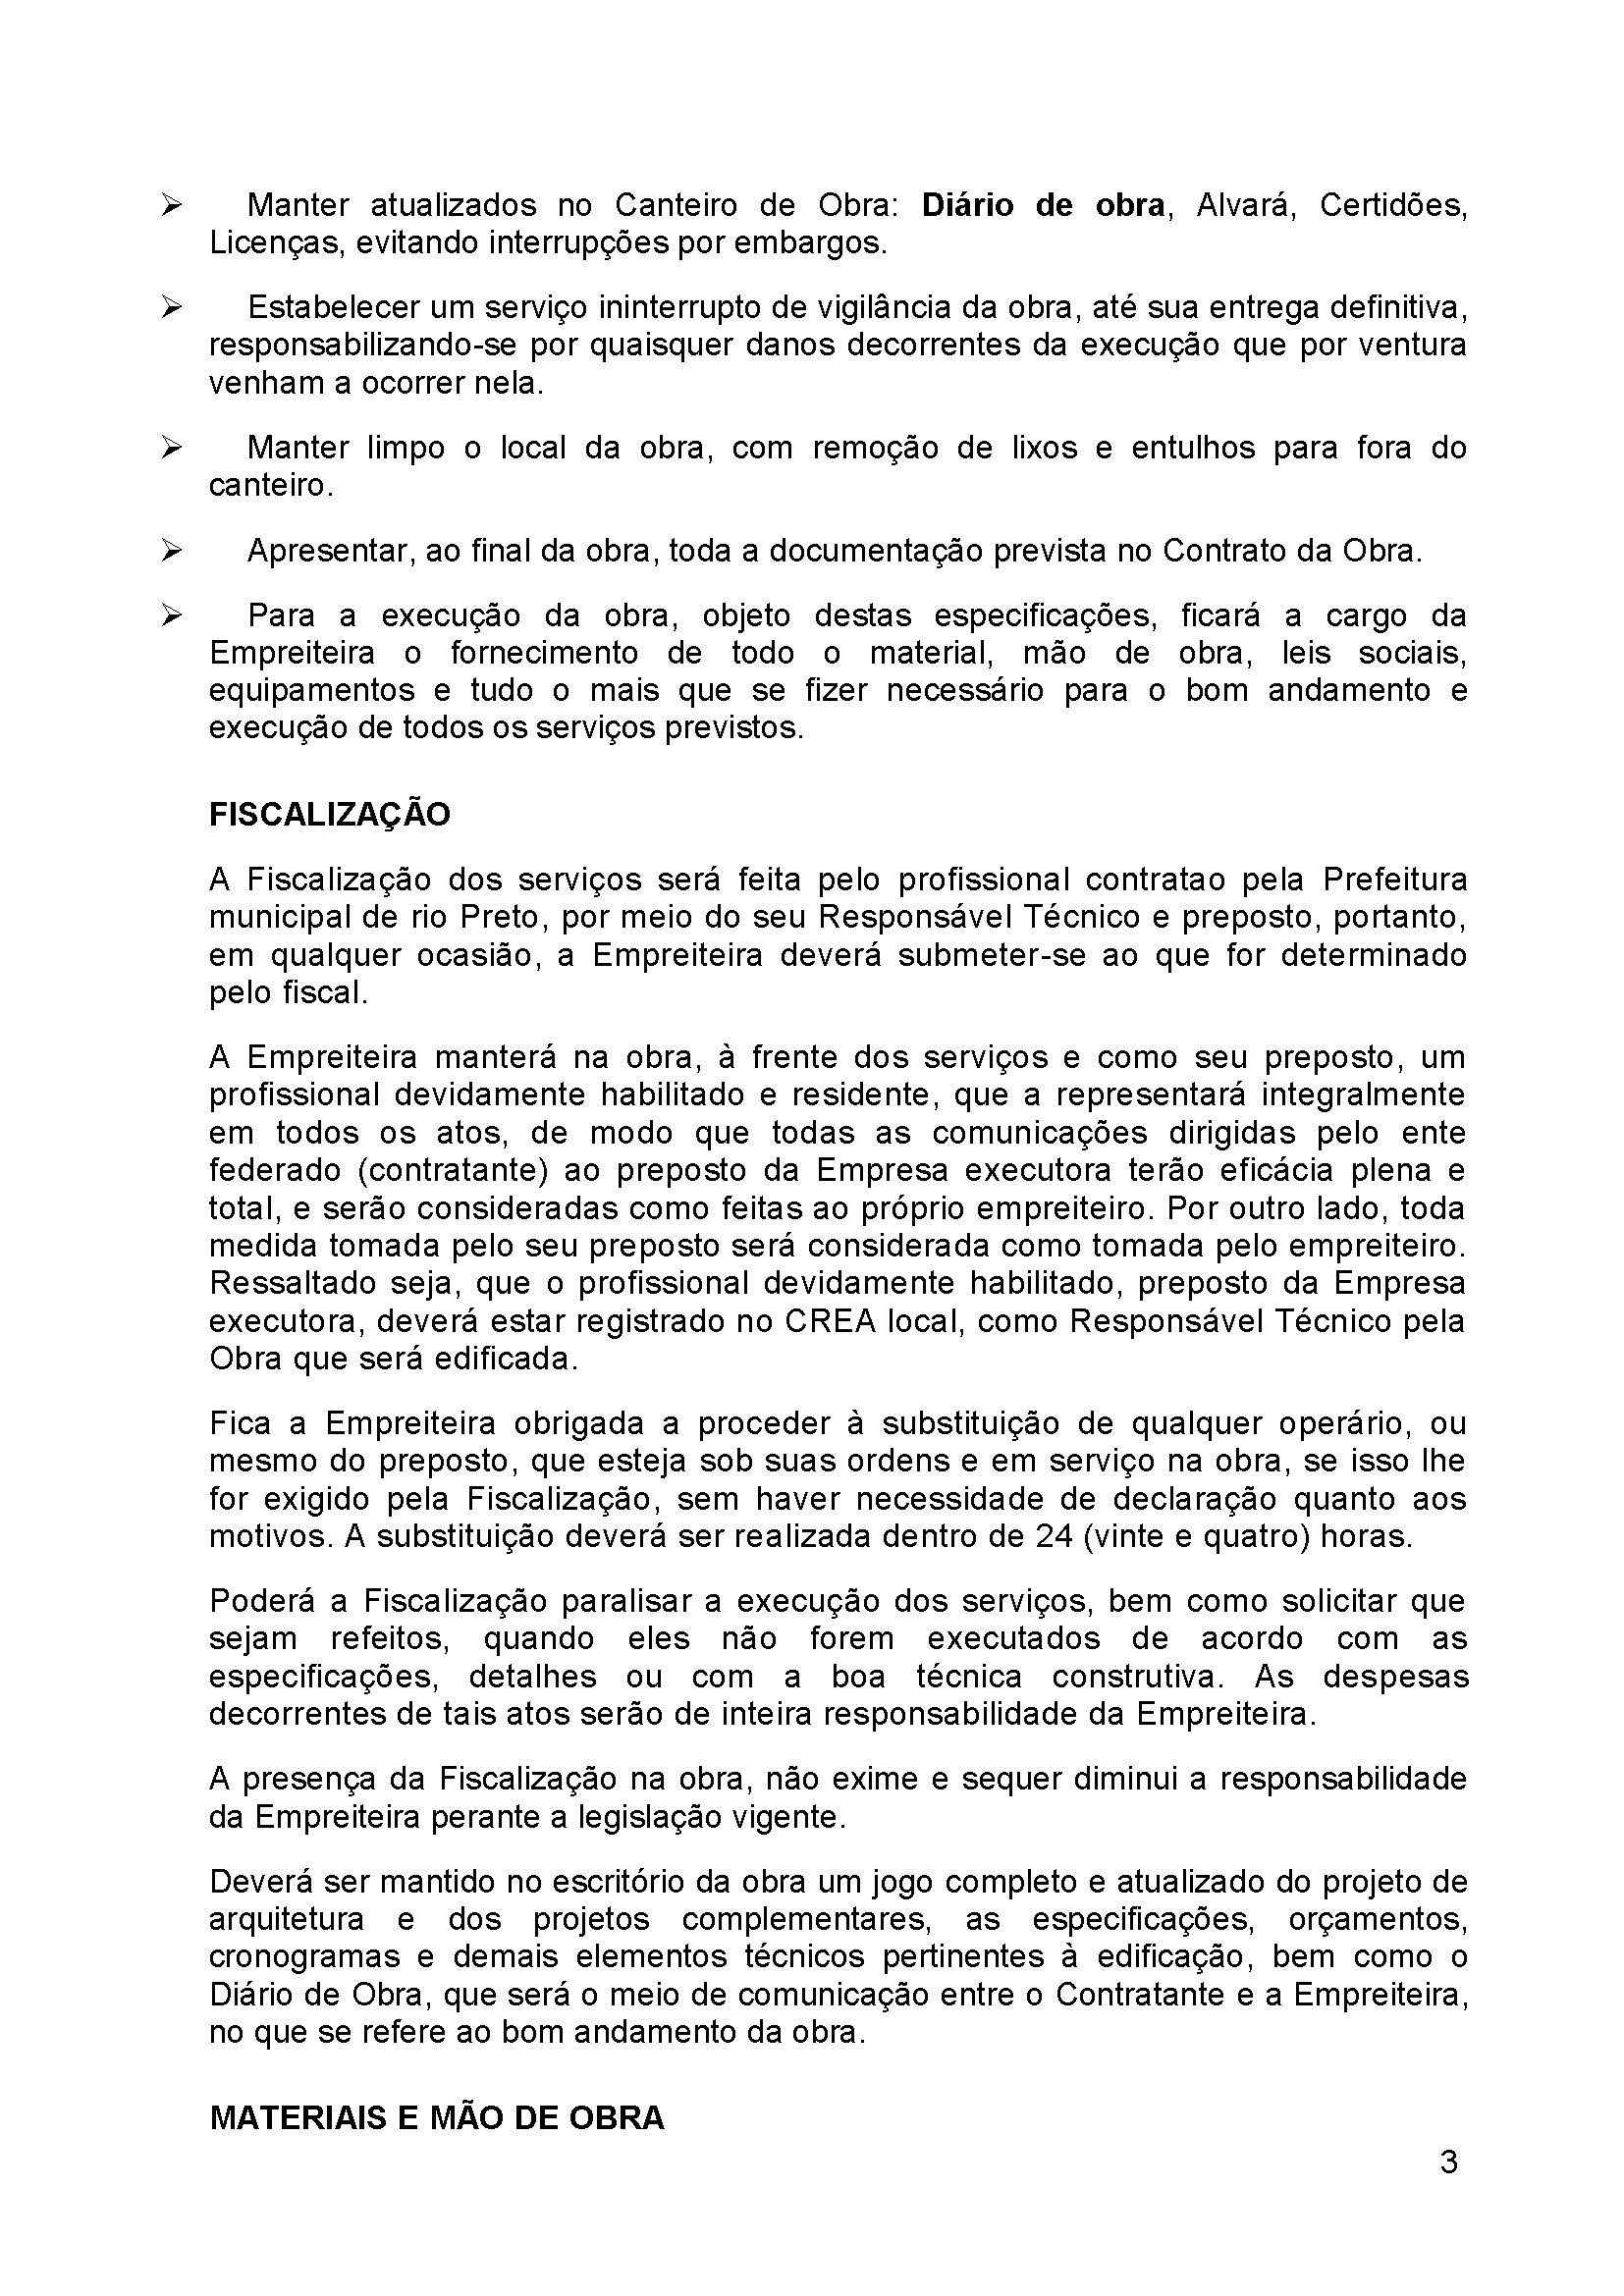 ➢ Manter atualizados no Canteiro de Obra: Diário de obra, Alvará, Certidões,
Licenças, evitando interrupções por embargos.
➢ Estabelecer um serviço ininterrupto de vigilância da obra, até sua entrega definitiva,
responsabilizando-se por quaisquer danos decorrentes da execução que por ventura
venham a ocorrer nela.
➢ Manter limpo o local da obra, com remoção de lixos e entulhos para fora do
canteiro.
➢ Apresentar, ao final da obra, toda a documentação prevista no Contrato da Obra.
➢ Para a execução da obra, objeto destas especificações, ficará a cargo da
Empreiteira o fornecimento de todo o material, mão de obra, leis sociais,
equipamentos e tudo o mais que se fizer necessário para o bom andamento e
execução de todos os serviços previstos.
FISCALIZAÇÃO
A Fiscalização dos serviços será feita pelo profissional contratao pela Prefeitura
municipal de rio Preto, por meio do seu Responsável Técnico e preposto, portanto,
em qualquer ocasião, a Empreiteira deverá submeter-se ao que for determinado
pelo fiscal.
A Empreiteira manterá na obra, à frente dos serviços e como seu preposto, um
profissional devidamente habilitado e residente, que a representará integralmente
em todos os atos, de modo que todas as comunicações dirigidas pelo ente
federado (contratante) ao preposto da Empresa executora terão eficácia plena e
total, e serão consideradas como feitas ao próprio empreiteiro. Por outro lado, toda
medida tomada pelo seu preposto será considerada como tomada pelo empreiteiro.
Ressaltado seja, que o profissional devidamente habilitado, preposto da Empresa
executora, deverá estar registrado no CREA local, como Responsável Técnico pela
Obra que será edificada.
Fica a Empreiteira obrigada a proceder à substituição de qualquer operário, ou
mesmo do preposto, que esteja sob suas ordens e em serviço na obra, se isso lhe
for exigido pela Fiscalização, sem haver necessidade de declaração quanto aos
motivos. A substituição deverá ser realizada dentro de 24 (vinte e quatro) horas.
Poderá a Fiscalização paralisar a execução dos serviços, bem como solicitar que
sejam refeitos, quando eles não forem executados de acordo com as
especificações, detalhes ou com a boa técnica construtiva. As despesas
decorrentes de tais atos serão de inteira responsabilidade da Empreiteira.
A presença da Fiscalização na obra, não exime e sequer diminui a responsabilidade
da Empreiteira perante a legislação vigente.
Deverá ser mantido no escritório da obra um jogo completo e atualizado do projeto de
arquitetura e dos projetos complementares, as especificações, orçamentos,
cronogramas e demais elementos técnicos pertinentes à edificação, bem como o
Diário de Obra, que será o meio de comunicação entre o Contratante e a Empreiteira,
no que se refere ao bom andamento da obra.
MATERIAIS E MÃO DE OBRA
3